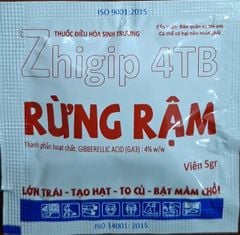 ISO 9001:2015
THUỐC ĐIỀU HÒA SINH TRƯỞNG
Zhigip 4TB
RỪNG RẬM
Thành phần hoạt chất: GIBBERELLIC ACID (GA3) : 4% w/w
Viên 5gr
LỚN TRÁI - TẠO HẠT - TO CỦ - BẬT MẦM CHỒI
ISO 14001:2015